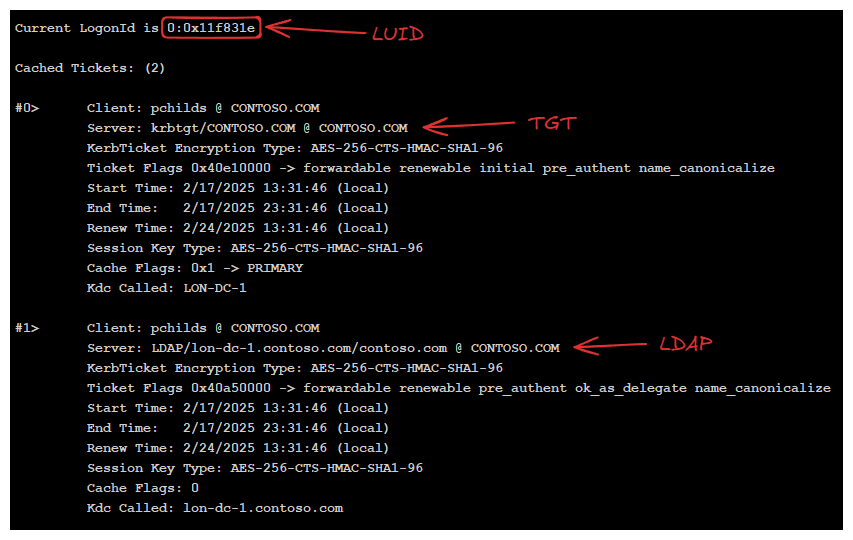 Current LogonId is 0:0x11f831e LUID
Cached Tickets: (2)
#0> Client: pchilds @ CONTOSO.COM
Server: krbtgt/CONTOSO.COM @ CONTOSO.COM TGT
KerbTicket Encryption Type: AES-256-CTS-HMAC-SHA1-96
Ticket Flags 0x40e10000 -> forwardable renewable initial pre_authent name_canonicalize
Start Time: 2/17/2025 13:31:46 (local)
End Time: 2/17/2025 23:31:46 (local)
Renew Time: 2/24/2025 13:31:46 (local)
Session Key Type: AES-256-CTS-HMAC-SHA1-96
Cache Flags: 0x1 -> PRIMARY
Kdc Called: LON-DC-1
#1> Client: pchilds @ CONTOSO.COM
Server: LDAP/lon-dc-1.contoso.com/contoso.com @ CONTOSO.COM LDAP
KerbTicket Encryption Type: AES-256-CTS-HMAC-SHA1-96
Ticket Flags 0x40a50000 -> forwardable renewable pre_authent ok_as_delegate name_canonicalize
Start Time: 2/17/2025 13:31:46 (local)
End Time: 2/17/2025 23:31:46 (local)
Renew Time: 2/24/2025 13:31:46 (local)
Session Key Type: AES-256-CTS-HMAC-SHA1-96
Cache Flags: 0
Kdc Called: lon-dc-1.contoso.com